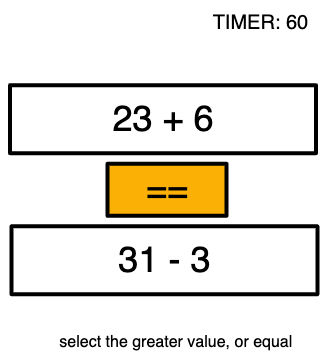 TIMER: 60
23 + 6
==
31 - 3
select the greater value, or equal